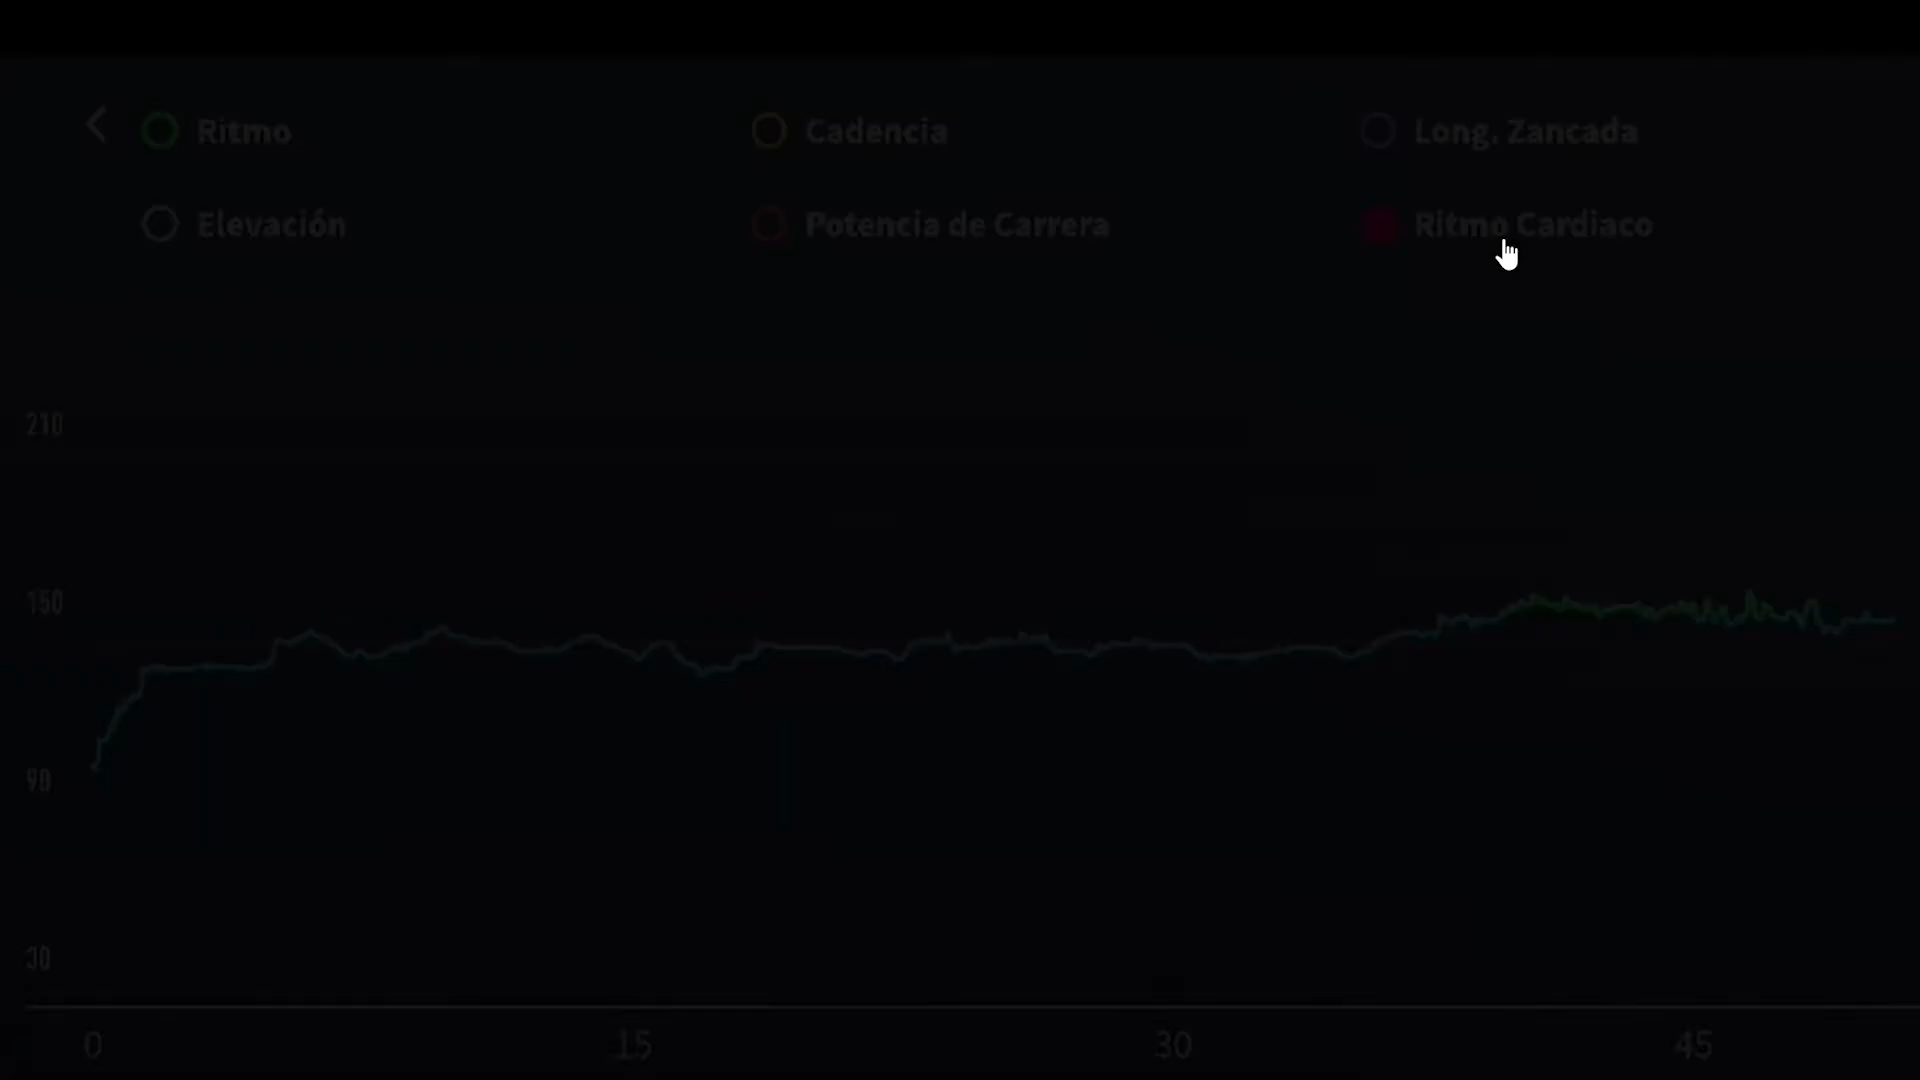 Ritmo Cadencia Long. Zancada
Elevación Potencia de Carrera Ritmo Cardiaco
210
150
90
30
0 15 30 45